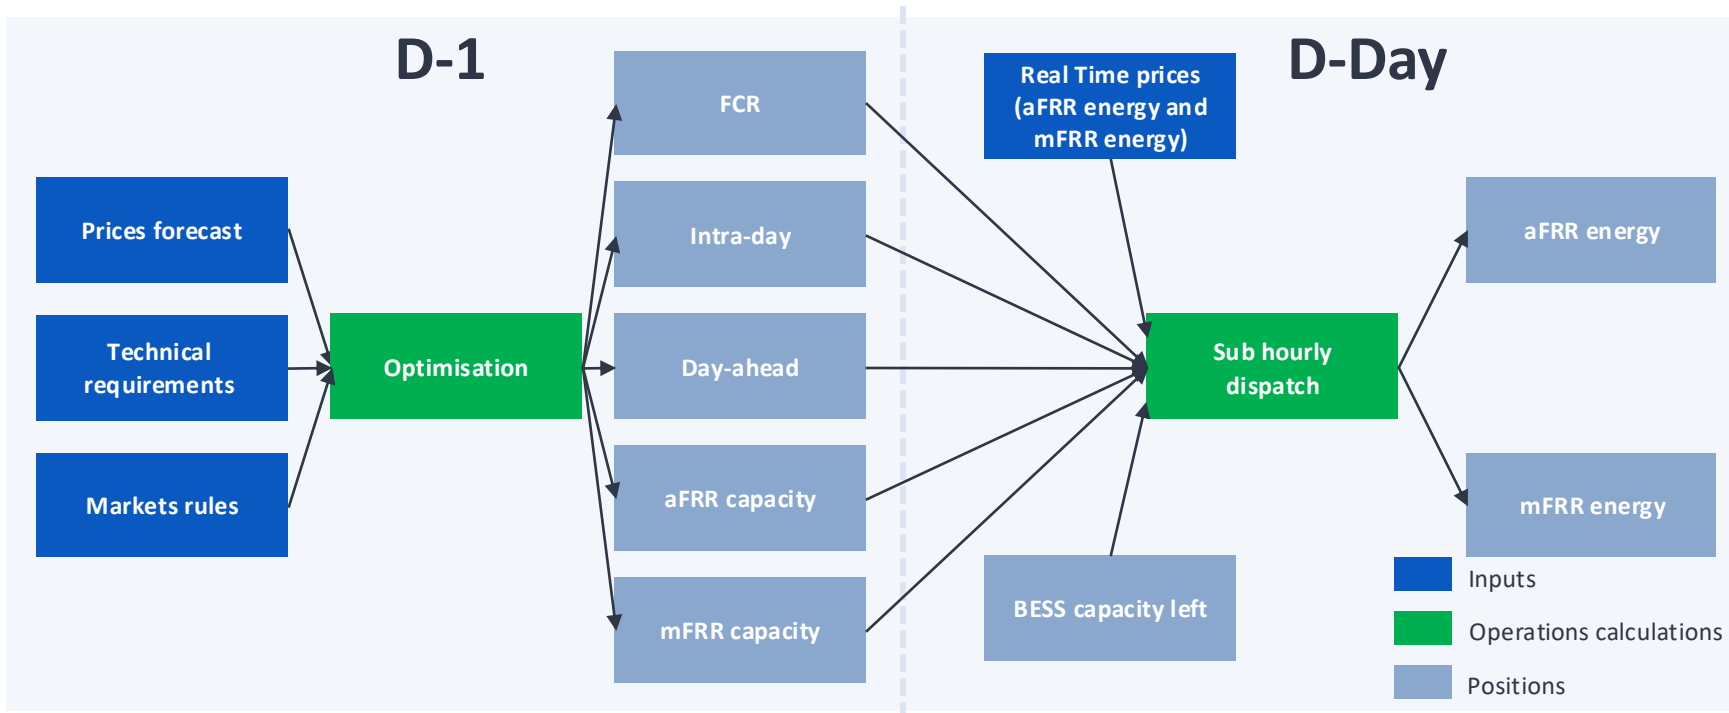 D-1
D-Day
Prices forecast
Technical
requirements
Markets rules
Optimisation
FCR
Intra-day
Day-ahead
aFRR capacity
mFRR capacity
Real Time prices
(aFRR energy and
mFRR energy)
BESS capacity left
Sub hourly
dispatch
aFRR energy
mFRR energy
Inputs
Operations calculations
Positions